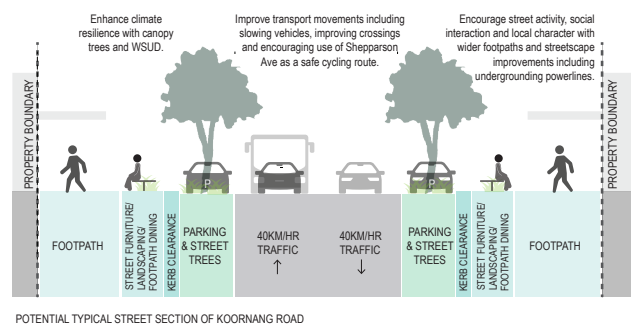 Enhance climate
resilience with canopy
trees and WSUD.
Improve transport movements including
slowing vehicles, improving crossings
and encouraging use of Shepparson
Ave as a safe cycling route.
Encourage street activity, social
interaction and local character with
wider footpaths and streetscape
improvements including
undergrounding powerlines.
PROPERTY BOUNDARY
PROPERTY BOUNDARY
P
P
FOOTPATH
STREET FURNITURE/
LANDSCAPING/
FOOTPATH DINING
KERB CLEARANCE
PARKING
& STREET
TREES
40KM/HR
TRAFFIC
↑
40KM/HR
TRAFFIC
↓
PARKING
& STREET
TREES
KERB CLEARANCE
STREET FURNITURE/
LANDSCAPING/
FOOTPATH DINING
FOOTPATH
POTENTIAL TYPICAL STREET SECTION OF KOORNANG ROAD